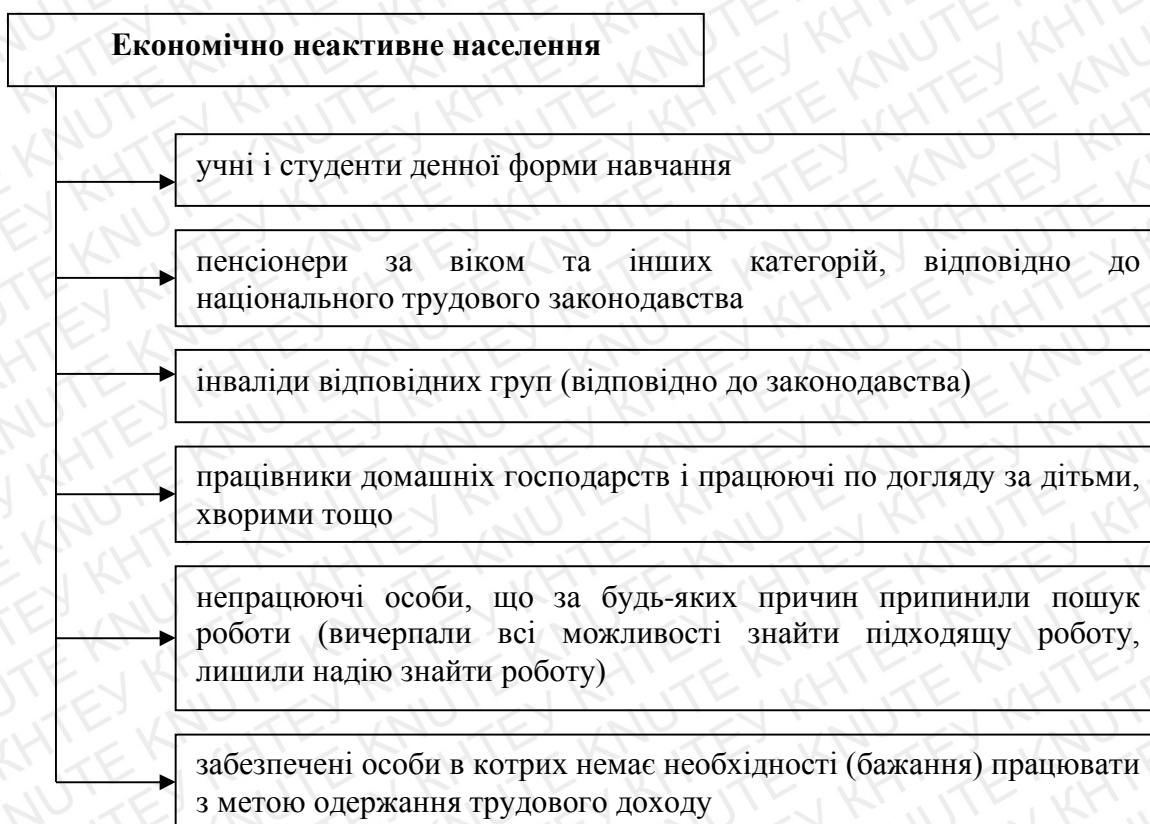 Економічно неактивне населення
учні і студенти денної форми навчання
пенсіонери за віком та інших категорій, відповідно до
національного трудового законодавства
інваліди відповідних груп (відповідно до законодавства)
працівники домашніх господарств і працюючі по догляду за дітьми,
хворими тощо
непрацюючі особи, що за будь-яких причин припинили пошук
роботи (вичерпали всі можливості знайти підходящу роботу,
лишили надію знайти роботу)
забезпечені особи в котрих немає необхідності (бажання) працювати
з метою одержання трудового доходу